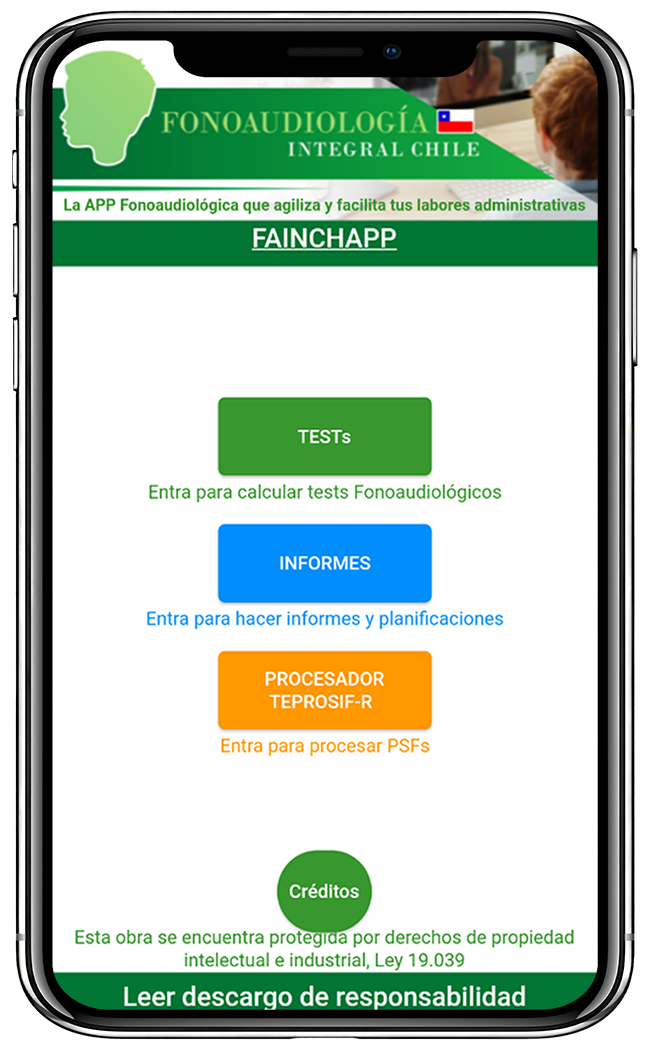 FONOAUDIOLOGÍA
INTEGRAL CHILE
La APP Fonoaudiológica que agiliza y facilita tus labores administrativas
FAINCHAPP
TESTs
Entra para calcular tests Fonoaudiológicos
INFORMES
Entra para hacer informes y planificaciones
PROCESADOR
TEPROSIF-R
Entra para procesar PSFs
Créditos
Esta obra se encuentra protegida por derechos de propiedad
intelectual e industrial, Ley 19.039
Leer descargo de responsabilidad